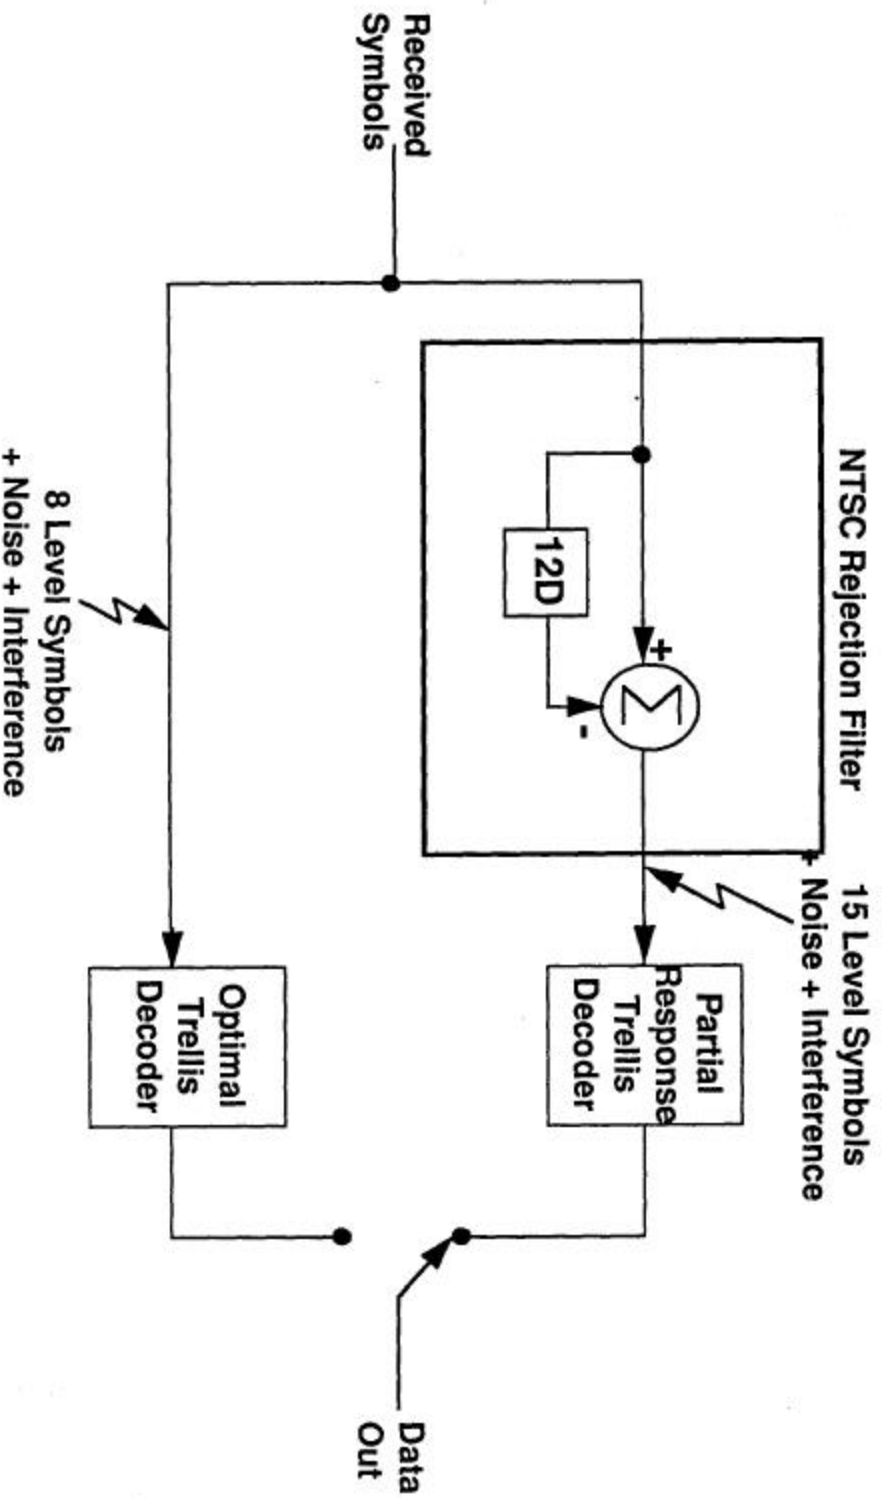 NTSC Rejection Filter
15 Level Symbols
+ Noise + Interference
Received
Symbols
12D
+
Σ
-
Partial
Response
Trellis
Decoder
Data
Out
Optimal
Trellis
Decoder
8 Level Symbols
+ Noise + Interference